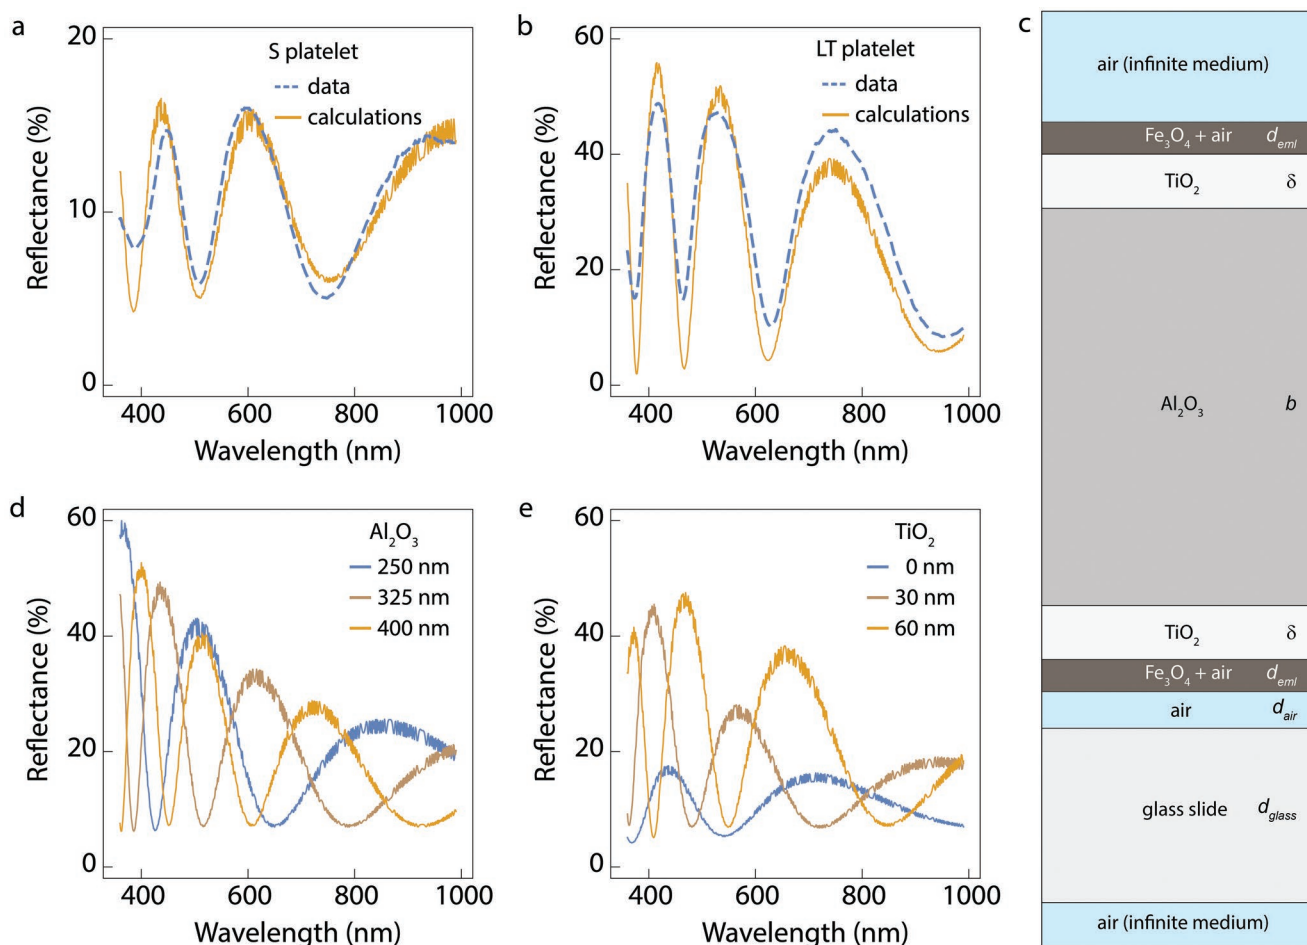 a
20
10
0
Reflectance (%)
S platelet
data
calculations
400 600 800 1000
Wavelength (nm)
b
60
40
20
0
Reflectance (%)
LT platelet
data
calculations
400 600 800 1000
Wavelength (nm)
c
air (infinite medium)
Fe₃O₄ + air d_eml
TiO₂ δ
Al₂O₃ b
TiO₂ δ
Fe₃O₄ + air d_eml
air d_air
glass slide d_glass
air (infinite medium)
d
60
40
20
0
Reflectance (%)
Al₂O₃
250 nm
325 nm
400 nm
400 600 800 1000
Wavelength (nm)
e
60
40
20
0
Reflectance (%)
TiO₂
0 nm
30 nm
60 nm
400 600 800 1000
Wavelength (nm)